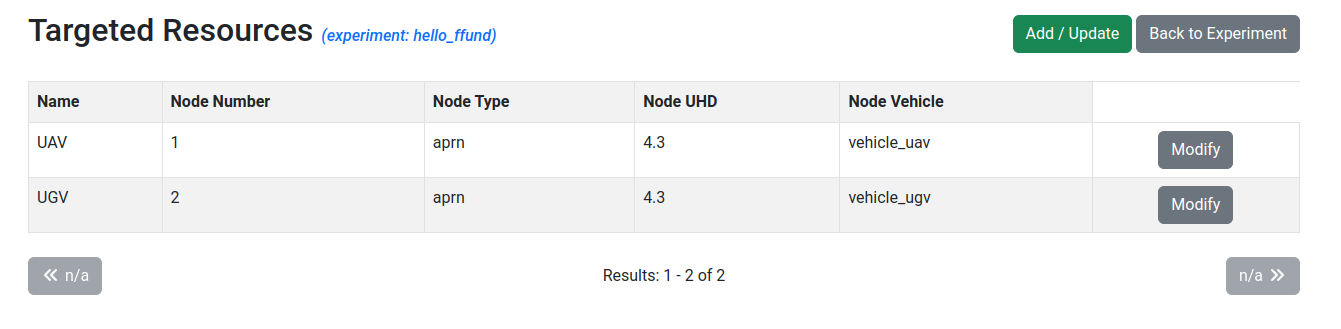 Targeted Resources (experiment: hello_ffund) Add / Update Back to Experiment
Name Node Number Node Type Node UHD Node Vehicle
UAV 1 aprn 4.3 vehicle_uav Modify
UGV 2 aprn 4.3 vehicle_ugv Modify
« n/a Results: 1 - 2 of 2 n/a »